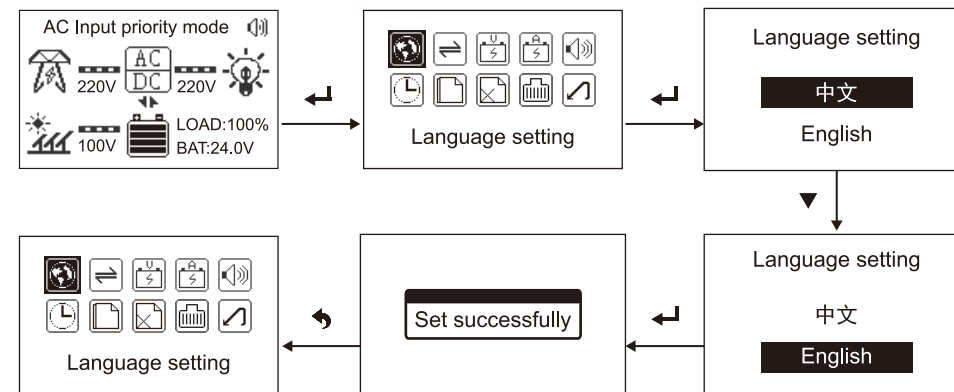 AC Input priority mode
AC
DC
220V
220V
100V
LOAD:100%
BAT:24.0V
V
A
Language setting
Language setting
中文
English
Language setting
中文
English
Set successfully
V
A
Language setting